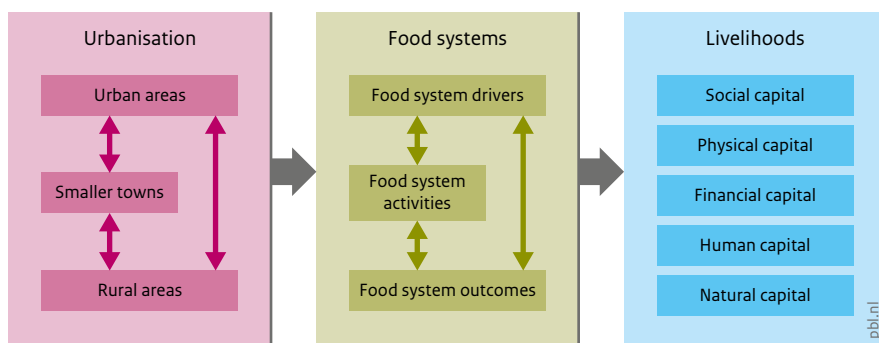 Urbanisation
Urban areas
Smaller towns
Rural areas
Food systems
Food system drivers
Food system
activities
Food system outcomes
Livelihoods
Social capital
Physical capital
Financial capital
Human capital
Natural capital
pbl.nl